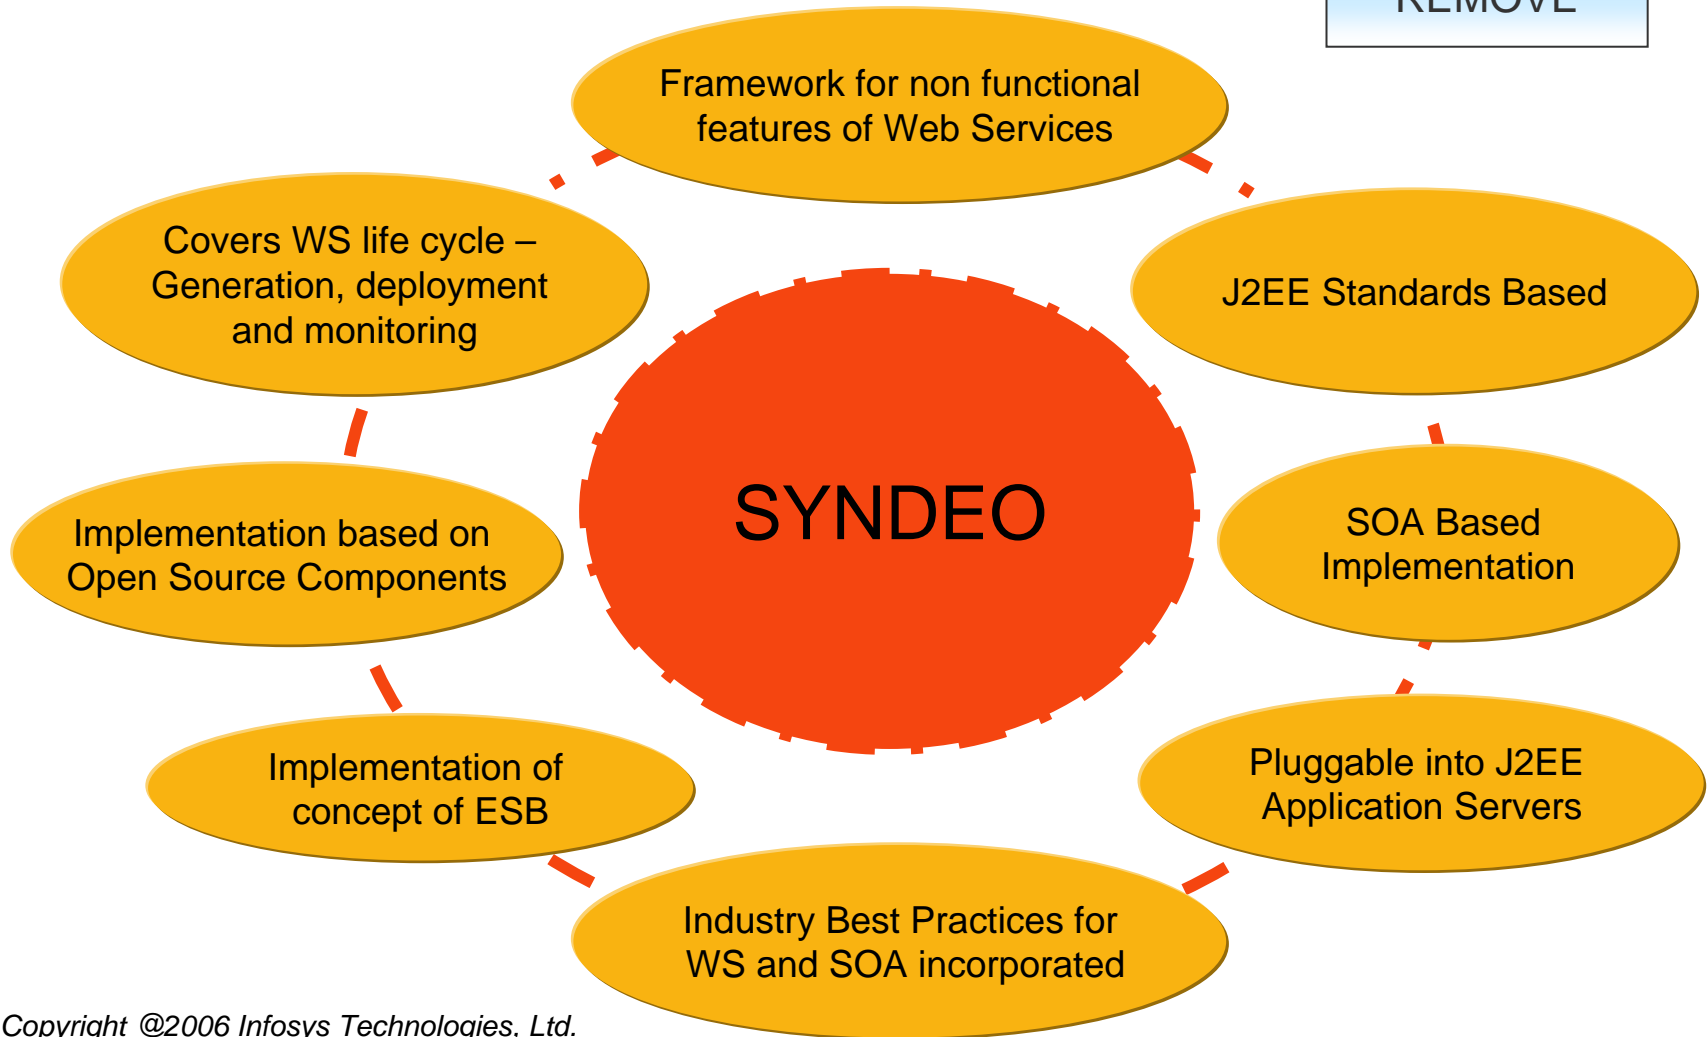 REMOVE
Framework for non functional
features of Web Services
Covers WS life cycle –
Generation, deployment
and monitoring
J2EE Standards Based
SYNDEO
Implementation based on
Open Source Components
SOA Based
Implementation
Implementation of
concept of ESB
Pluggable into J2EE
Application Servers
Industry Best Practices for
WS and SOA incorporated
Copyright @2006 Infosys Technologies, Ltd.